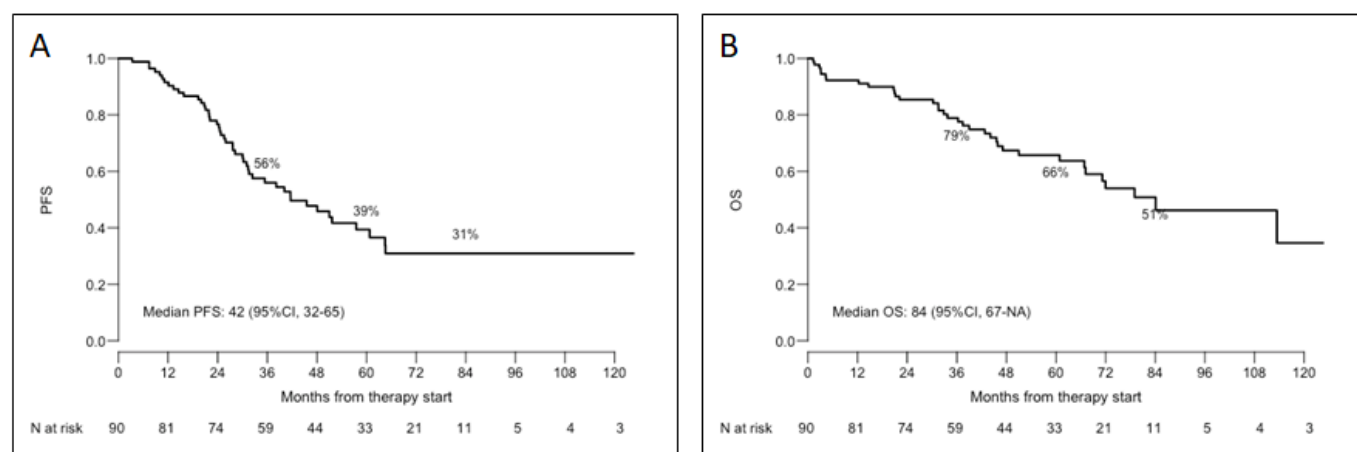 A
1.0
0.8
0.6
0.4
0.2
0.0
PFS
56%
39%
31%
Median PFS: 42 (95%CI, 32-65)
0 12 24 36 48 60 72 84 96 108 120
Months from therapy start
N at risk 90 81 74 59 44 33 21 11 5 4 3
B
1.0
0.8
0.6
0.4
0.2
0.0
OS
79%
66%
51%
Median OS: 84 (95%CI, 67-NA)
0 12 24 36 48 60 72 84 96 108 120
Months from therapy start
N at risk 90 81 74 59 44 33 21 11 5 4 3